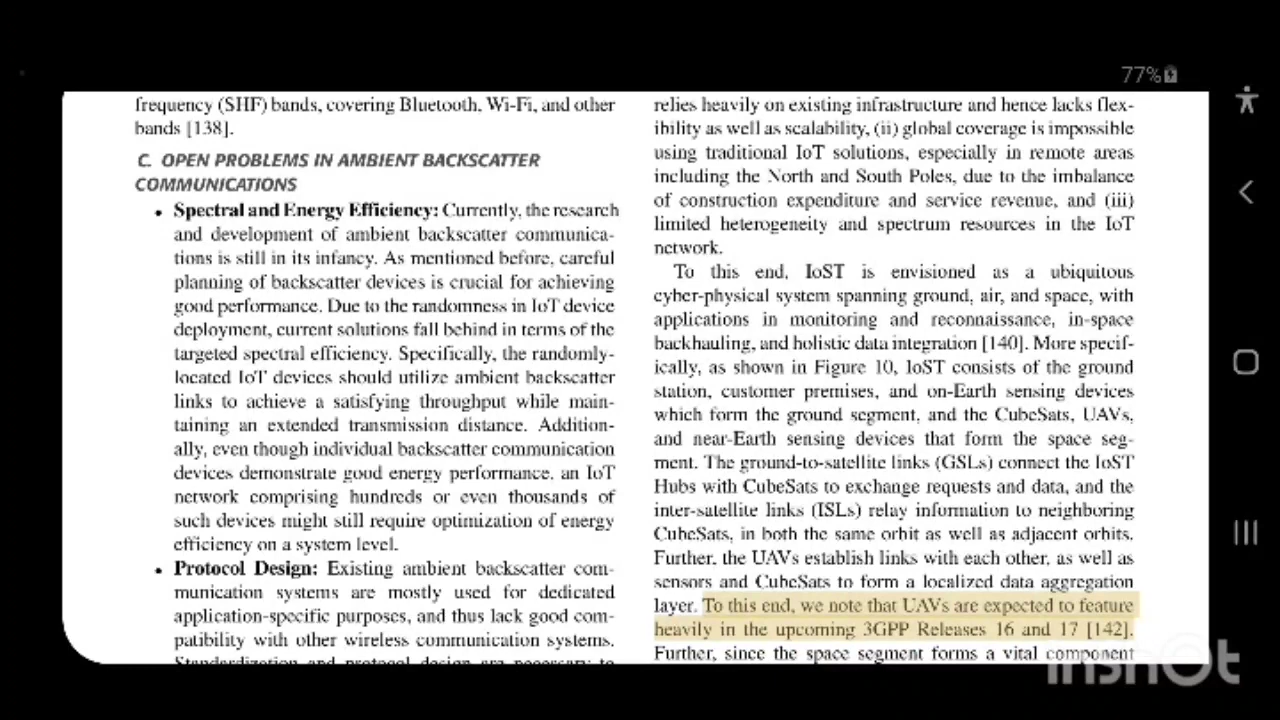 77%
frequency (SHF) bands, covering Bluetooth, Wi-Fi, and other
bands [138].
C. OPEN PROBLEMS IN AMBIENT BACKSCATTER
COMMUNICATIONS
• Spectral and Energy Efficiency: Currently, the research
and development of ambient backscatter communica-
tions is still in its infancy. As mentioned before, careful
planning of backscatter devices is crucial for achieving
good performance. Due to the randomness in IoT device
deployment, current solutions fall behind in terms of the
targeted spectral efficiency. Specifically, the randomly-
located IoT devices should utilize ambient backscatter
links to achieve a satisfying throughput while main-
taining an extended transmission distance. Addition-
ally, even though individual backscatter communication
devices demonstrate good energy performance, an IoT
network comprising hundreds or even thousands of
such devices might still require optimization of energy
efficiency on a system level.
• Protocol Design: Existing ambient backscatter com-
munication systems are mostly used for dedicated
application-specific purposes, and thus lack good com-
patibility with other wireless communication systems.
Standardization and protocol design are necessary to
relies heavily on existing infrastructure and hence lacks flex-
ibility as well as scalability, (ii) global coverage is impossible
using traditional IoT solutions, especially in remote areas
including the North and South Poles, due to the imbalance
of construction expenditure and service revenue, and (iii)
limited heterogeneity and spectrum resources in the IoT
network.
To this end, IoST is envisioned as a ubiquitous
cyber-physical system spanning ground, air, and space, with
applications in monitoring and reconnaissance, in-space
backhauling, and holistic data integration [140]. More specif-
ically, as shown in Figure 10, IoST consists of the ground
station, customer premises, and on-Earth sensing devices
which form the ground segment, and the CubeSats, UAVs,
and near-Earth sensing devices that form the space seg-
ment. The ground-to-satellite links (GSLs) connect the IoST
Hubs with CubeSats to exchange requests and data, and the
inter-satellite links (ISLs) relay information to neighboring
CubeSats, in both the same orbit as well as adjacent orbits.
Further, the UAVs establish links with each other, as well as
sensors and CubeSats to form a localized data aggregation
layer. To this end, we note that UAVs are expected to feature
heavily in the upcoming 3GPP Releases 16 and 17 [142].
Further, since the space segment forms a vital component
InShOt